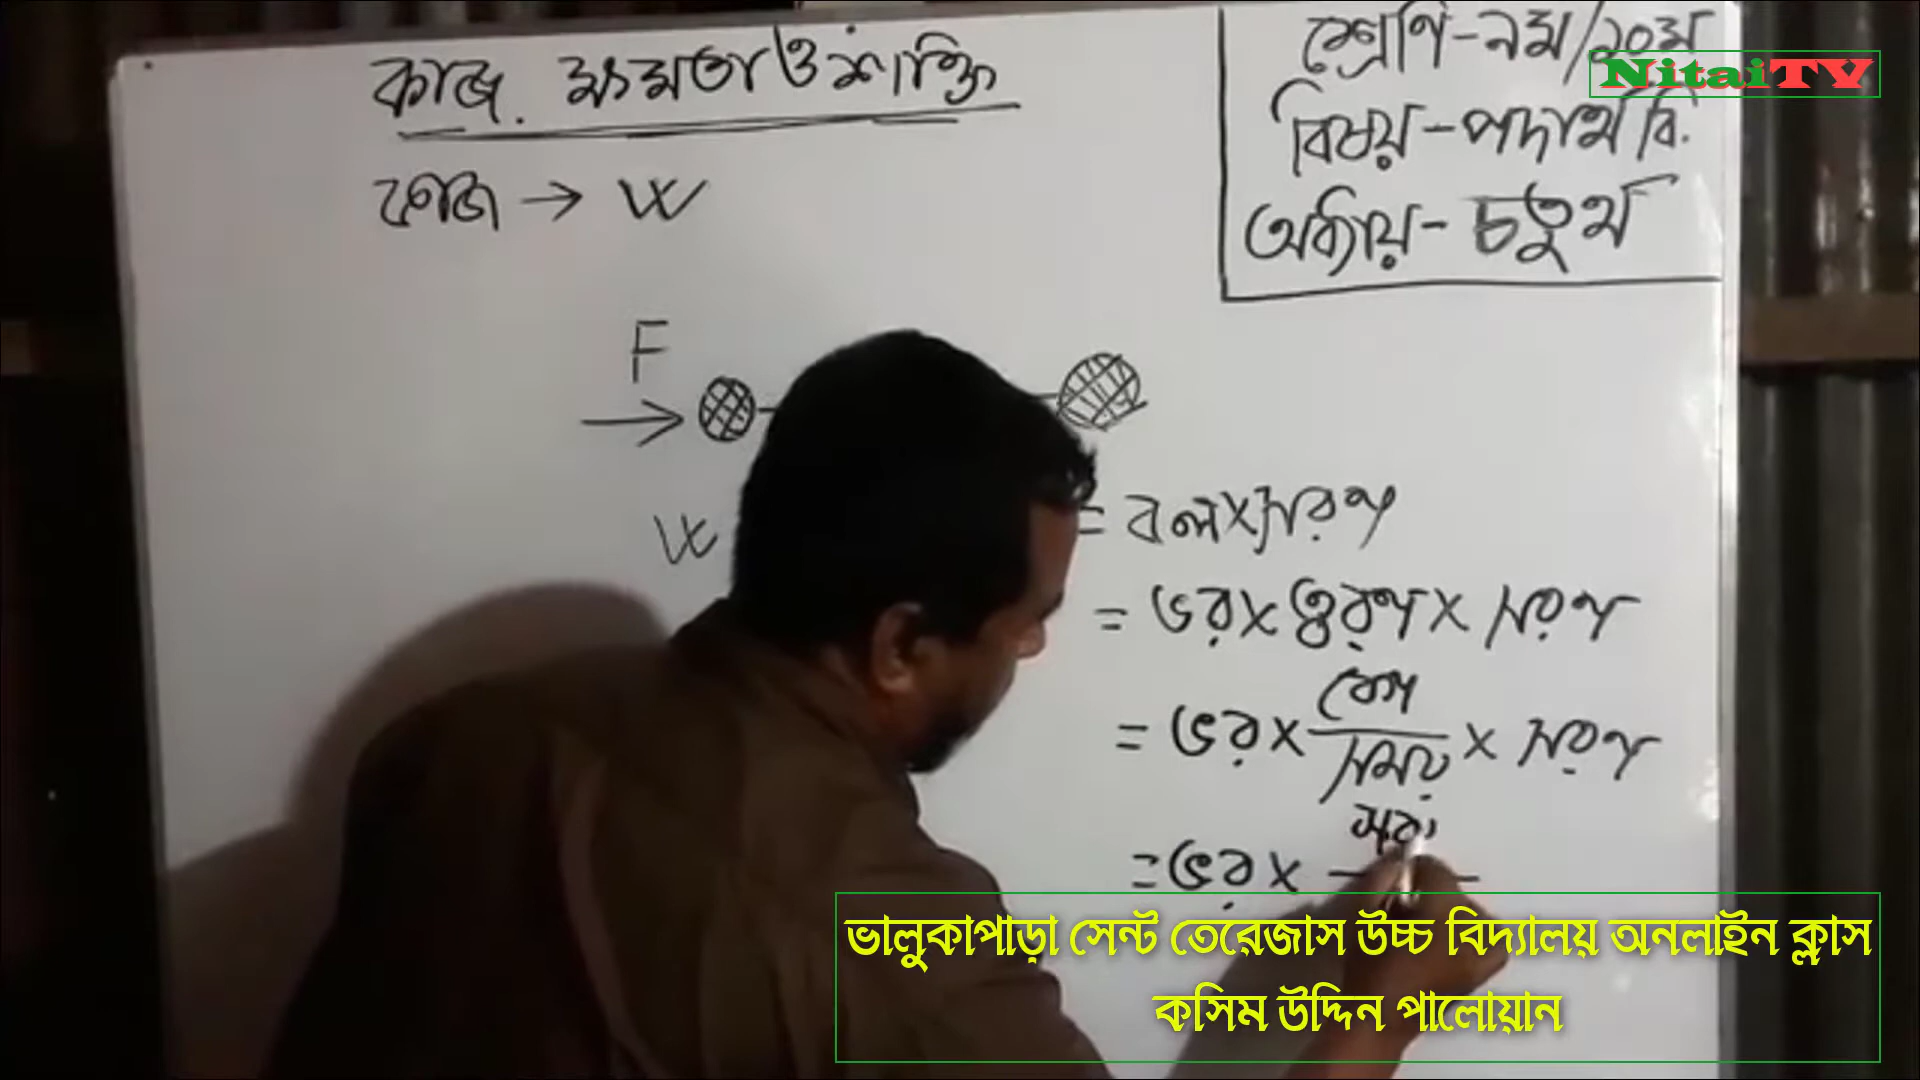 কাজ, ক্ষমতা ও শক্তি
শ্রেণি - ৯ম/১০ম
NitaiTV
বিষয় - পদার্থ বি.
অধ্যায় - চতুর্থ
কাজ → W
F
W
= বল × সরণ
= ভর × ত্বরণ × সরণ
= ভর × বেগ/সময় × সরণ
= ভর ×
ভালুকাপাড়া সেন্ট তেরেজাস উচ্চ বিদ্যালয় অনলাইন ক্লাস
কসিম উদ্দিন পালোয়ান